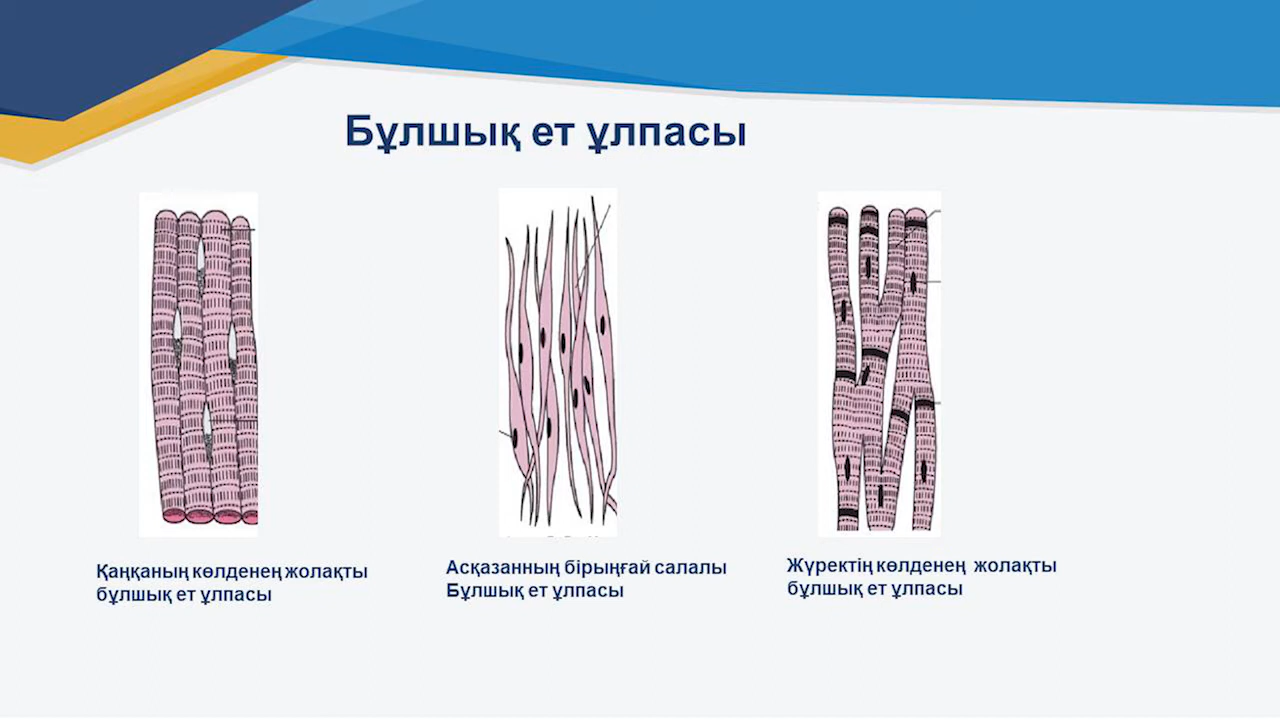 Бұлшық ет ұлпасы
Қаңқаның көлденең жолақты
бұлшық ет ұлпасы
Асқазанның бірыңғай салалы
Бұлшық ет ұлпасы
Жүректің көлденең жолақты
бұлшық ет ұлпасы